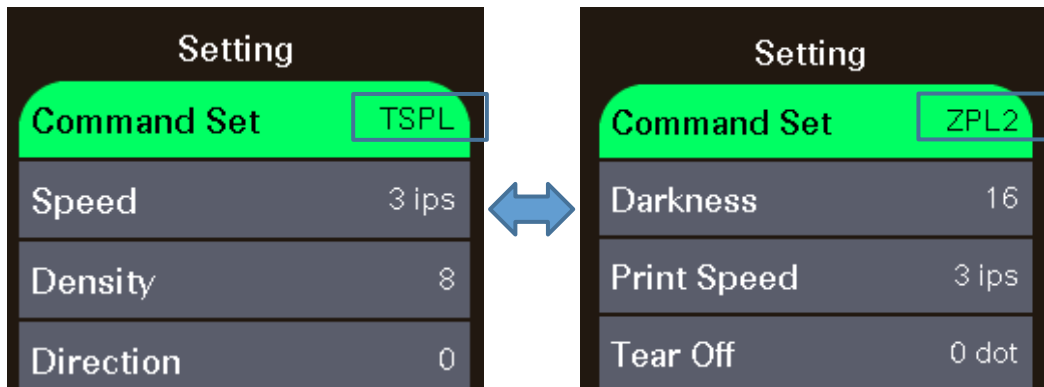 Setting
Command Set TSPL
Speed 3 ips
Density 8
Direction 0
Setting
Command Set ZPL2
Darkness 16
Print Speed 3 ips
Tear Off 0 dot